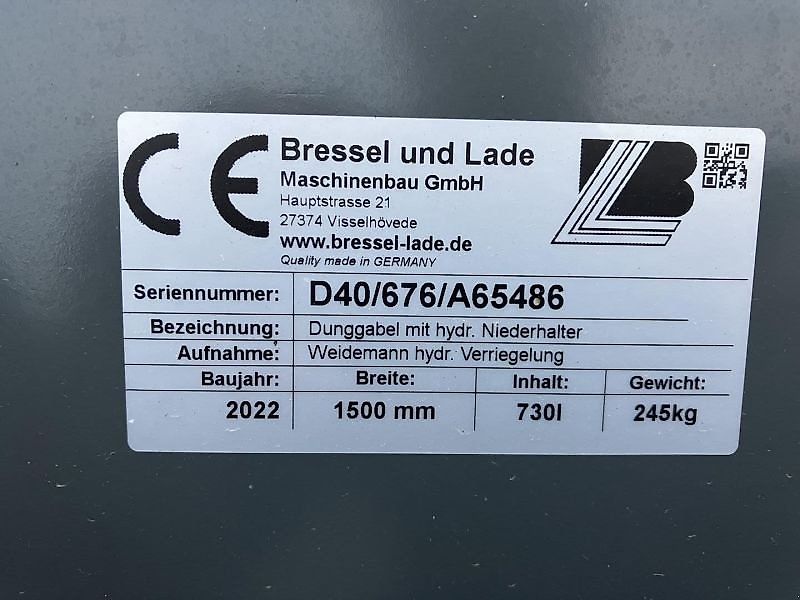 CE
Bressel und Lade
Maschinenbau GmbH
Hauptstrasse 21
27374 Visselhövede
www.bressel-lade.de
Quality made in GERMANY
LB
Seriennummer: D40/676/A65486
Bezeichnung: Dunggabel mit hydr. Niederhalter
Aufnahme: Weidemann hydr. Verriegelung
Baujahr: Breite: Inhalt: Gewicht:
2022 1500 mm 730l 245kg